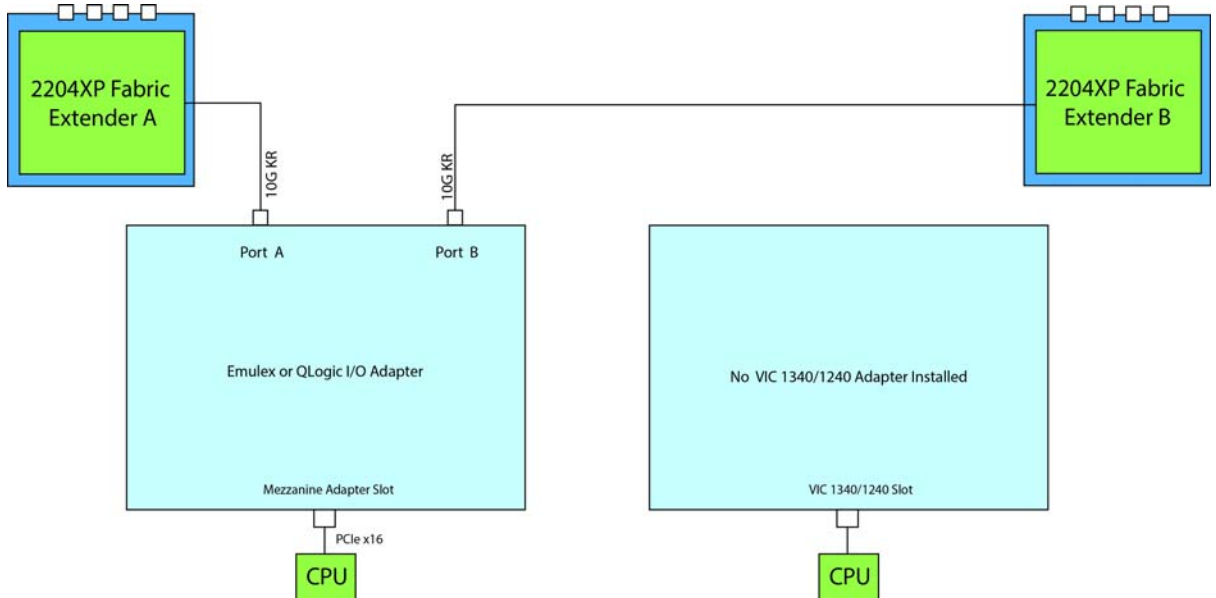 2204XP Fabric
Extender A
2204XP Fabric
Extender B
10G KR
10G KR
Port A
Port B
Emulex or QLogic I/O Adapter
No VIC 1340/1240 Adapter Installed
Mezzanine Adapter Slot
VIC 1340/1240 Slot
PCIe x16
CPU
CPU